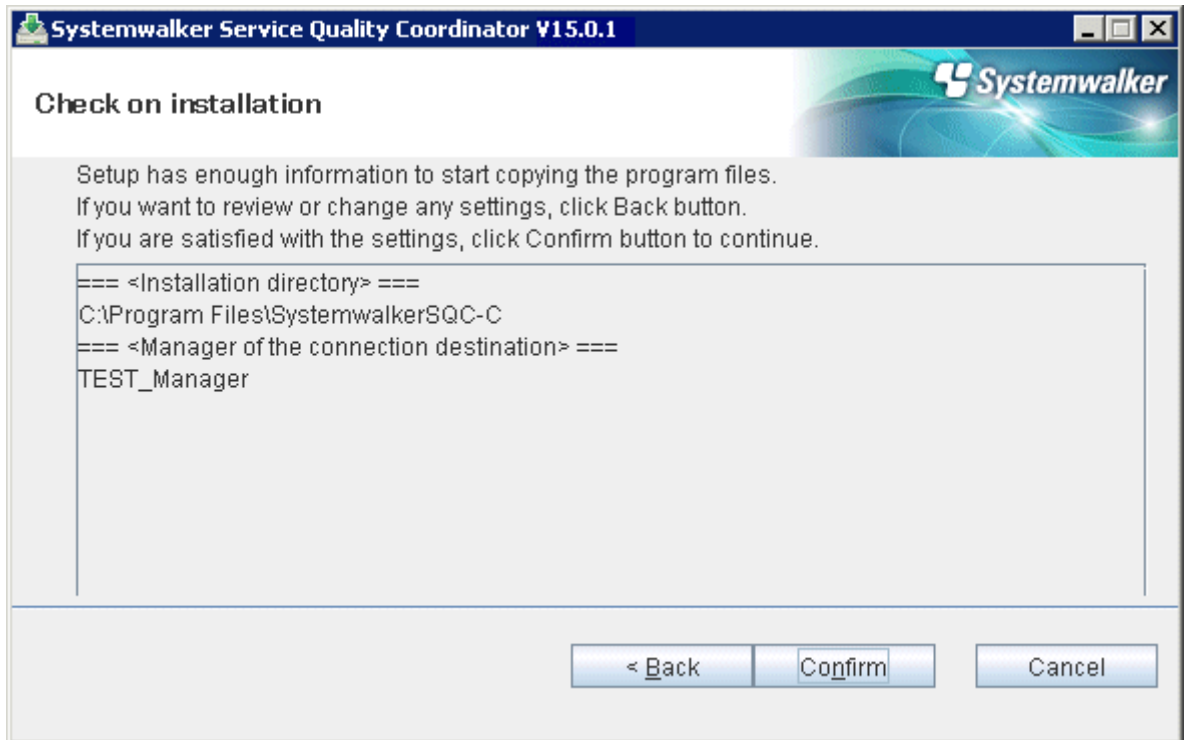 Systemwalker Service Quality Coordinator V15.0.1
Systemwalker
Check on installation
Setup has enough information to start copying the program files.
If you want to review or change any settings, click Back button.
If you are satisfied with the settings, click Confirm button to continue.
=== <Installation directory> ===
C:\Program Files\SystemwalkerSQC-C
=== <Manager of the connection destination> ===
TEST_Manager
< Back
Confirm
Cancel